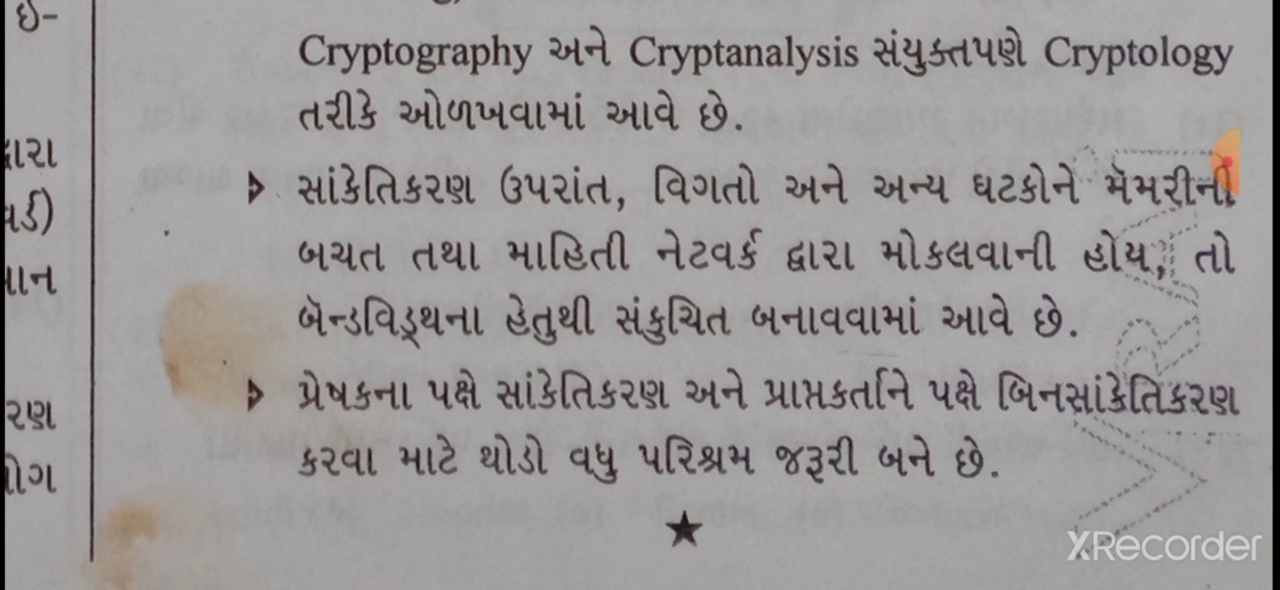 ઇ-
Cryptography અને Cryptanalysis સંયુક્તપણે Cryptology
તરીકે ઓળખવામાં આવે છે.
▶ સાંકેતિકરણ ઉપરાંત, વિગતો અને અન્ય ઘટકોને મેમરીની
બચત તથા માહિતી નેટવર્ક દ્વારા મોકલવાની હોય, તો
બૅન્ડવિડ્થના હેતુથી સંકુચિત બનાવવામાં આવે છે.
▶ પ્રેષકના પક્ષે સાંકેતિકરણ અને પ્રાપ્તકર્તાને પક્ષે બિનસાંકેતિકરણ
કરવા માટે થોડો વધુ પરિશ્રમ જરૂરી બને છે.
★
XRecorder